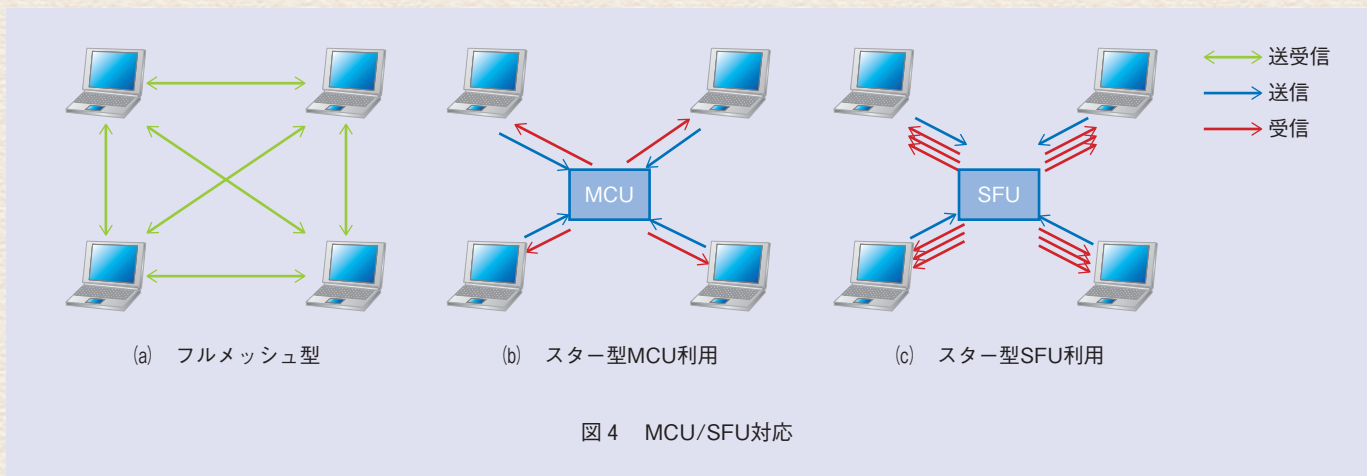 送受信
送信
受信
MCU
SFU
(a) フルメッシュ型
(b) スター型MCU利用
(c) スター型SFU利用
図4 MCU/SFU対応